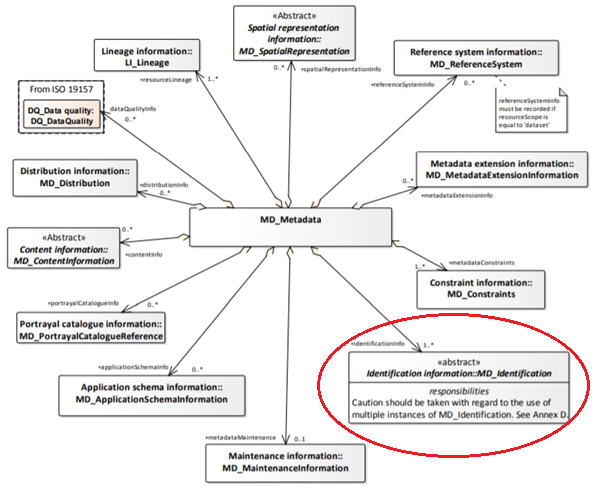 «Abstract»
Spatial representation
information::
MD_SpatialRepresentation
0..*
+spatialRepresentationInfo
Lineage information::
LI_Lineage
+resourceLineage
1..*
Reference system information::
MD_ReferenceSystem
+referenceSystemInfo
0..*
referenceSystemInfo
must be recorded if
resourceScope is
equal to 'dataset'
From ISO 19157
DQ_Data quality:
DQ_DataQuality
dataQualityInfo
0..*
Distribution information::
MD_Distribution
+distributionInfo
0..*
Metadata extension information::
MD_MetadataExtensionInformation
0..*
+metadataExtensionInfo
MD_Metadata
«Abstract»
Content information::
MD_ContentInformation
0..*
+contentInfo
+metadataConstraints
1..*
Constraint information::
MD_Constraints
+portrayalCatalogueInfo
0..*
Portrayal catalogue information::
MD_PortrayalCatalogueReference
+identificationInfo
1..*
«abstract»
Identification information::MD_Identification
responsibilities
Caution should be taken with regard to the use of
multiple instances of MD_Identification. See Annex D.
+applicationSchemaInfo
0..*
Application schema information::
MD_ApplicationSchemaInformation
+metadataMaintenance
0..1
Maintenance information::
MD_MaintenanceInformation